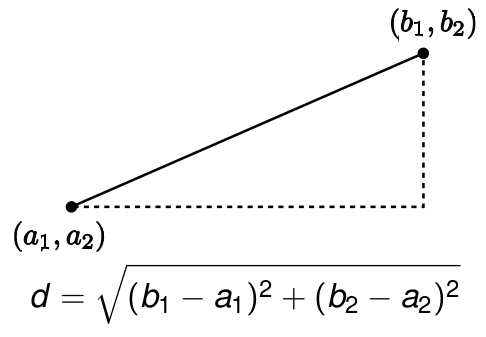 (b₁, b₂)
(a₁, a₂)
d = √((b₁ − a₁)² + (b₂ − a₂)²)